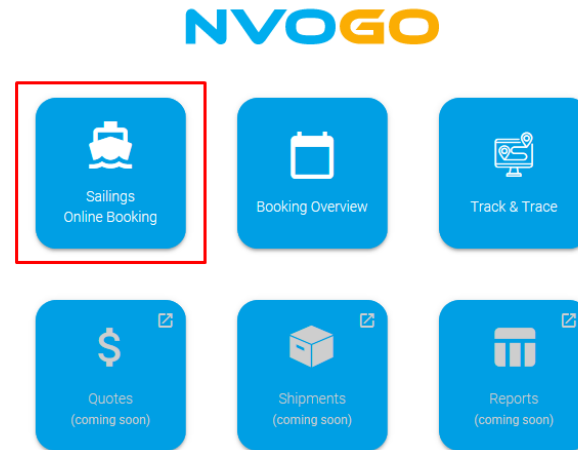 NVOGO
Sailings
Online Booking
Booking Overview
Track & Trace
Quotes
(coming soon)
Shipments
(coming soon)
Reports
(coming soon)